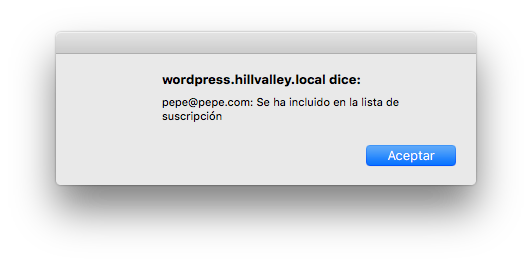 wordpress.hillvalley.local dice:
pepe@pepe.com: Se ha incluido en la lista de
suscripción
Aceptar